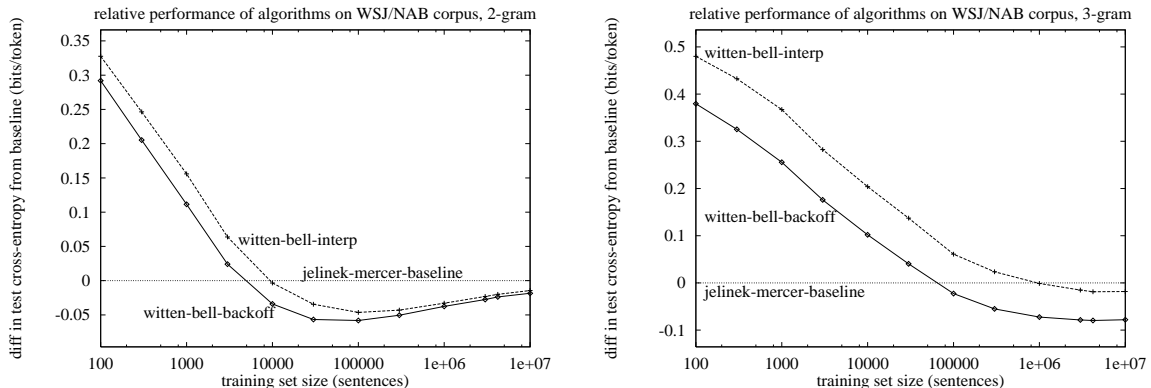 relative performance of algorithms on WSJ/NAB corpus, 2-gram
diff in test cross-entropy from baseline (bits/token)
0.35
0.3
0.25
0.2
0.15
0.1
0.05
0
-0.05
witten-bell-interp
jelinek-mercer-baseline
witten-bell-backoff
100 1000 10000 100000 1e+06 1e+07
training set size (sentences)
relative performance of algorithms on WSJ/NAB corpus, 3-gram
diff in test cross-entropy from baseline (bits/token)
0.5
0.4
0.3
0.2
0.1
0
-0.1
witten-bell-interp
witten-bell-backoff
jelinek-mercer-baseline
100 1000 10000 100000 1e+06 1e+07
training set size (sentences)